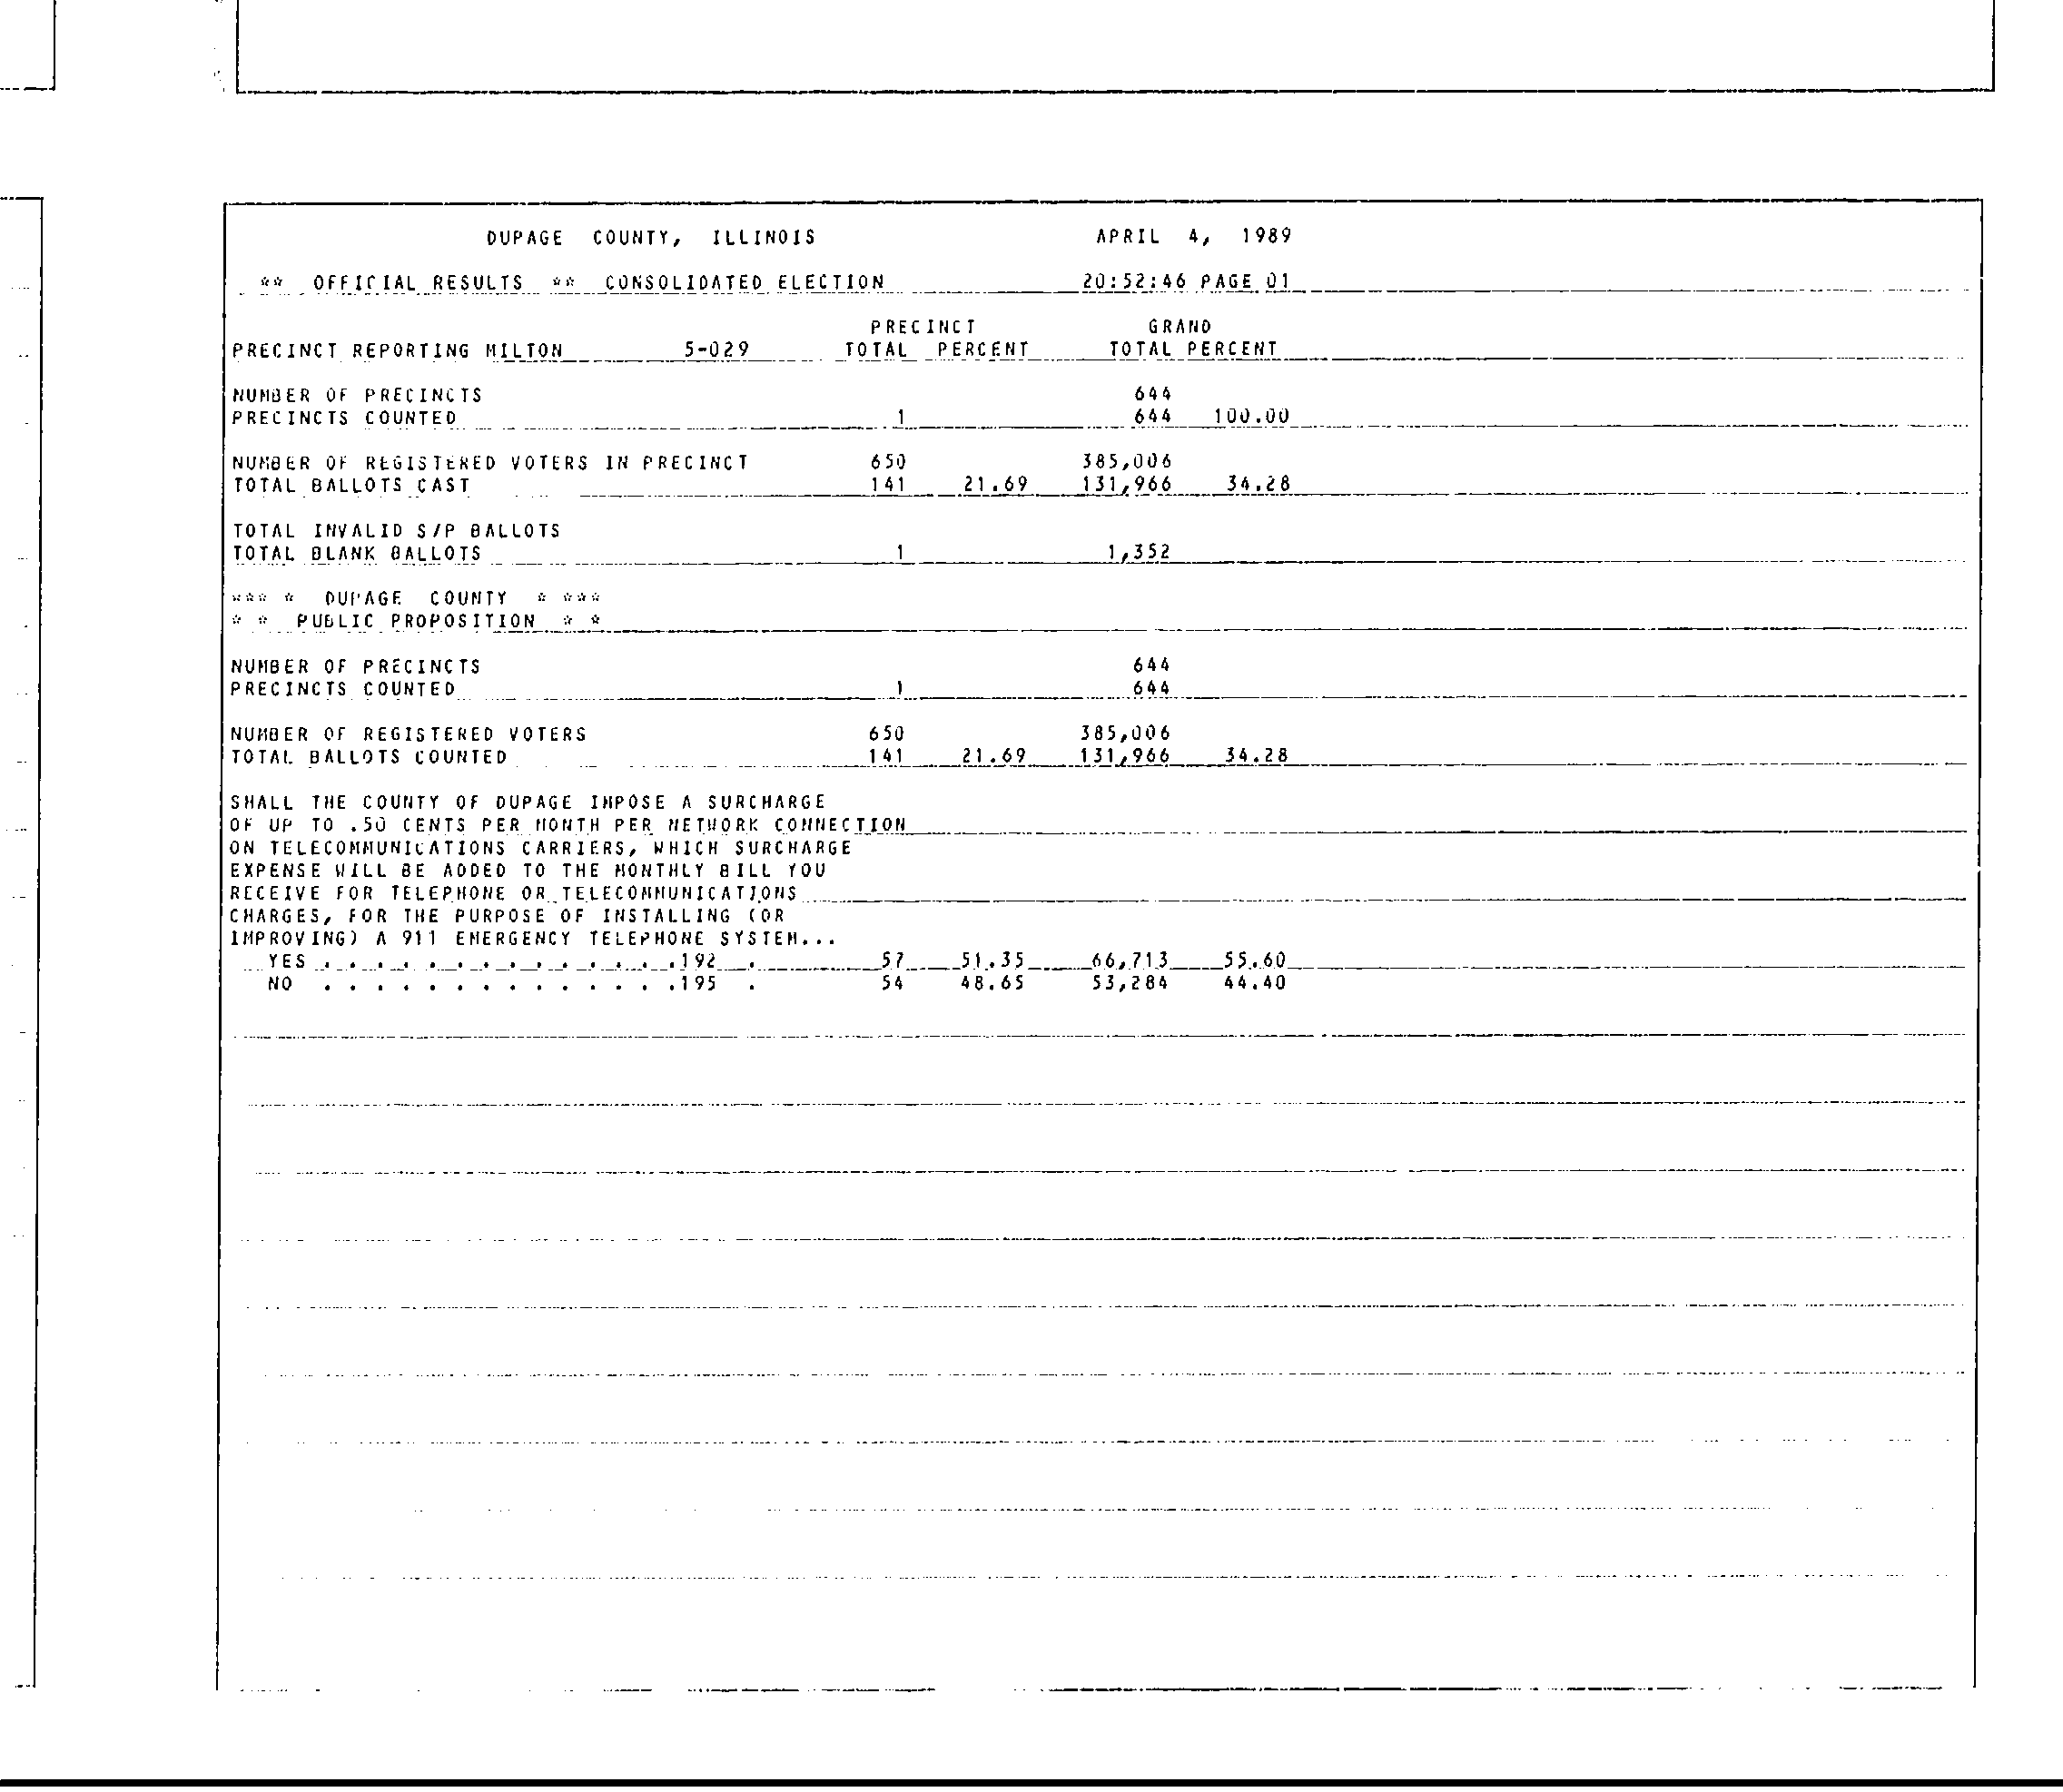 DUPAGE COUNTY, ILLINOIS APRIL 4, 1989
** OFFICIAL RESULTS ** CONSOLIDATED ELECTION 20:52:46 PAGE 01
PRECINCT GRAND
PRECINCT REPORTING MILTON 5-029 TOTAL PERCENT TOTAL PERCENT
NUMBER OF PRECINCTS 644
PRECINCTS COUNTED 1 644 100.00
NUMBER OF REGISTERED VOTERS IN PRECINCT 650 385,006
TOTAL BALLOTS CAST 141 21.69 131,966 34.28
TOTAL INVALID S/P BALLOTS
TOTAL BLANK BALLOTS 1 1,352
*** * DUPAGE COUNTY * ***
* * PUBLIC PROPOSITION * *
NUMBER OF PRECINCTS 644
PRECINCTS COUNTED 1 644
NUMBER OF REGISTERED VOTERS 650 385,006
TOTAL BALLOTS COUNTED 141 21.69 131,966 34.28
SHALL THE COUNTY OF DUPAGE IMPOSE A SURCHARGE
OF UP TO .50 CENTS PER MONTH PER NETWORK CONNECTION
ON TELECOMMUNICATIONS CARRIERS, WHICH SURCHARGE
EXPENSE WILL BE ADDED TO THE MONTHLY BILL YOU
RECEIVE FOR TELEPHONE OR TELECOMMUNICATIONS
CHARGES, FOR THE PURPOSE OF INSTALLING (OR
IMPROVING) A 911 EMERGENCY TELEPHONE SYSTEM...
YES . . . . . . . . . . . . . .192 . 57 51.35 66,713 55.60
NO . . . . . . . . . . . . . .195 . 54 48.65 53,284 44.40